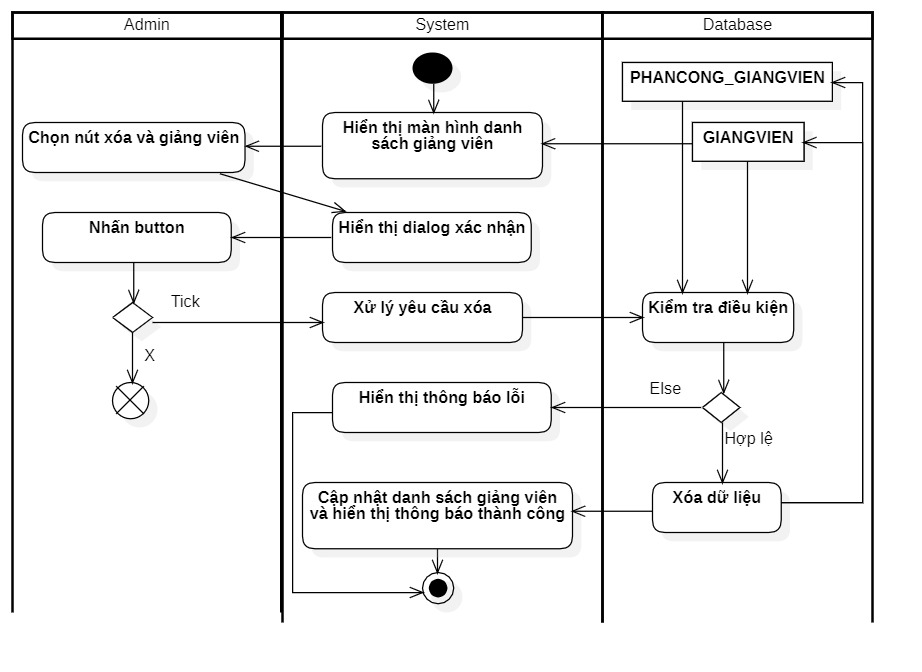 Admin
System
Database
PHANCONG_GIANGVIEN
Chọn nút xóa và giảng viên
Hiển thị màn hình danh
sách giảng viên
GIANGVIEN
Nhấn button
Hiển thị dialog xác nhận
Tick
Xử lý yêu cầu xóa
Kiểm tra điều kiện
X
Hiển thị thông báo lỗi
Else
Hợp lệ
Cập nhật danh sách giảng viên
và hiển thị thông báo thành công
Xóa dữ liệu